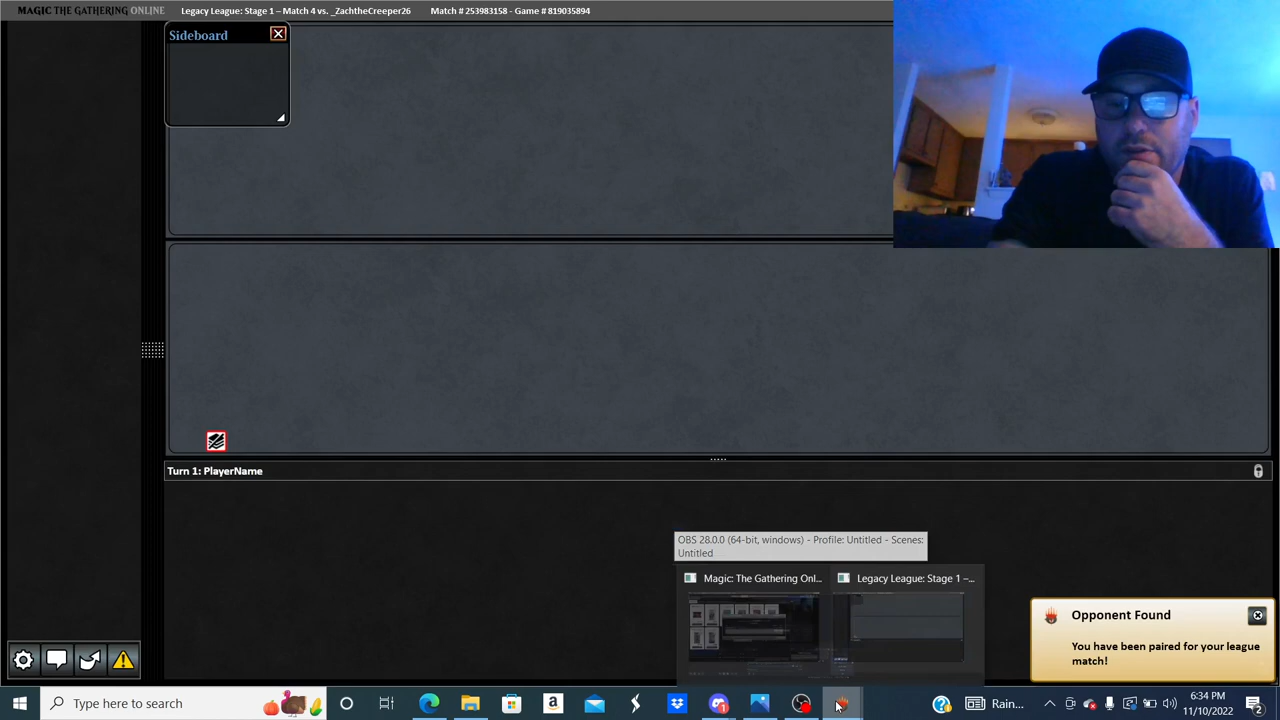 MAGIC THE GATHERING ONLINE Legacy League: Stage 1 – Match 4 vs. _ZachtheCreeper26 Match # 253983158 - Game # 819035894
Sideboard
Turn 1: PlayerName
OBS 28.0.0 (64-bit, windows) - Profile: Untitled - Scenes:
Untitled
Magic: The Gathering Onl... Legacy League: Stage 1 –...
Opponent Found
You have been paired for your league
match!
Type here to search
Rain...
6:34 PM
11/10/2022
2